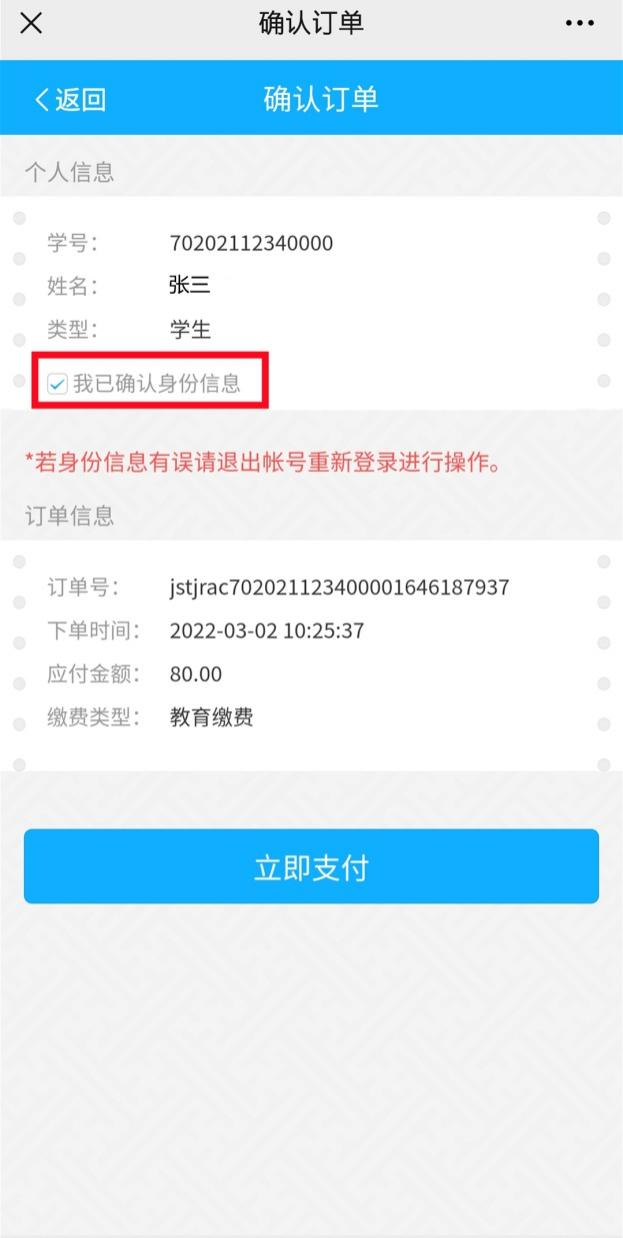 确认订单
返回 确认订单
个人信息
学号： 70202112340000
姓名： 张三
类型： 学生
我已确认身份信息
*若身份信息有误请退出帐号重新登录进行操作。
订单信息
订单号： jstjrac702021123400001646187937
下单时间： 2022-03-02 10:25:37
应付金额： 80.00
缴费类型： 教育缴费
立即支付